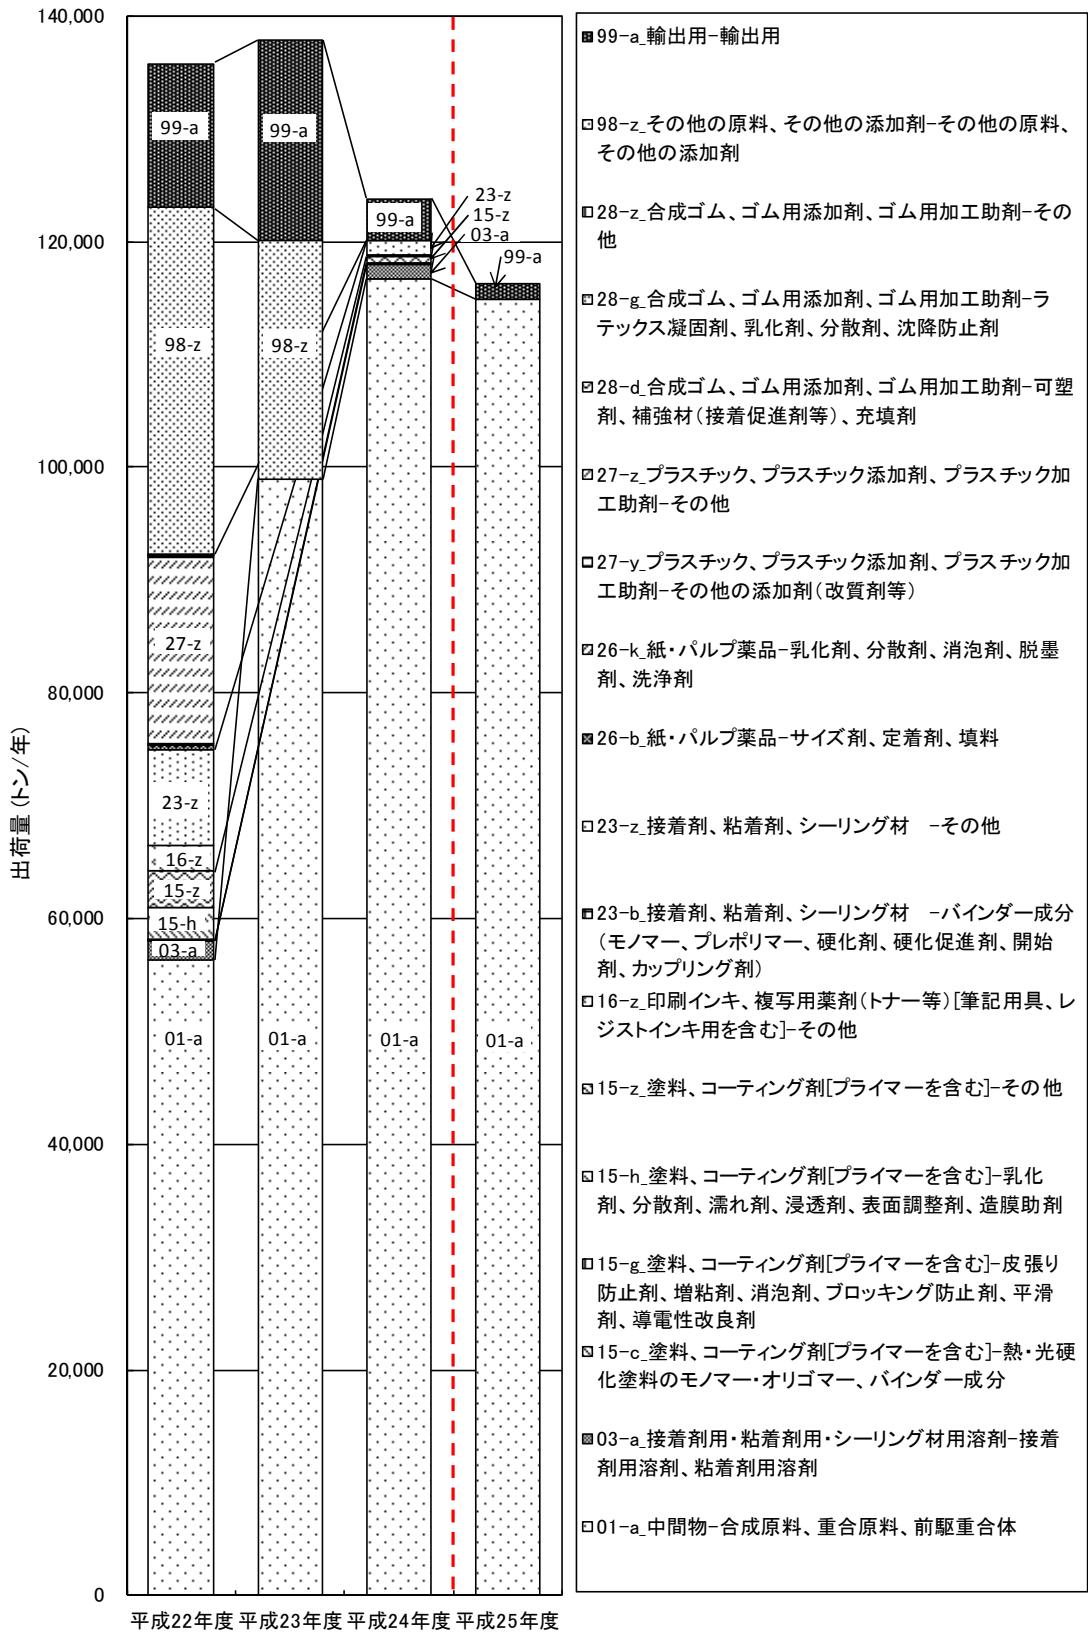 140,000
120,000
100,000
80,000
60,000
40,000
20,000
0
出荷量(トン/年)
99-a
98-z
27-z
23-z
16-z
15-z
15-h
03-a
01-a
99-a
98-z
01-a
99-a
23-z
15-z
03-a
01-a
99-a
01-a
平成22年度 平成23年度 平成24年度 平成25年度
99-a_輸出用-輸出用
98-z_その他の原料、その他の添加剤-その他の原料、
その他の添加剤
28-z_合成ゴム、ゴム用添加剤、ゴム用加工助剤-その
他
28-g_合成ゴム、ゴム用添加剤、ゴム用加工助剤-ラ
テックス凝固剤、乳化剤、分散剤、沈降防止剤
28-d_合成ゴム、ゴム用添加剤、ゴム用加工助剤-可塑
剤、補強材(接着促進剤等)、充填剤
27-z_プラスチック、プラスチック添加剤、プラスチック加
工助剤-その他
27-y_プラスチック、プラスチック添加剤、プラスチック加
工助剤-その他の添加剤(改質剤等)
26-k_紙・パルプ薬品-乳化剤、分散剤、消泡剤、脱墨
剤、洗浄剤
26-b_紙・パルプ薬品-サイズ剤、定着剤、填料
23-z_接着剤、粘着剤、シーリング材　-その他
23-b_接着剤、粘着剤、シーリング材　-バインダー成分
(モノマー、プレポリマー、硬化剤、硬化促進剤、開始
剤、カップリング剤)
16-z_印刷インキ、複写用薬剤(トナー等)[筆記用具、レ
ジストインキ用を含む]-その他
15-z_塗料、コーティング剤[プライマーを含む]-その他
15-h_塗料、コーティング剤[プライマーを含む]-乳化
剤、分散剤、濡れ剤、浸透剤、表面調整剤、造膜助剤
15-g_塗料、コーティング剤[プライマーを含む]-皮張り
防止剤、増粘剤、消泡剤、ブロッキング防止剤、平滑
剤、導電性改良剤
15-c_塗料、コーティング剤[プライマーを含む]-熱・光硬
化塗料のモノマー・オリゴマー、バインダー成分
03-a_接着剤用・粘着剤用・シーリング材用溶剤-接着
剤用溶剤、粘着剤用溶剤
01-a_中間物-合成原料、重合原料、前駆重合体